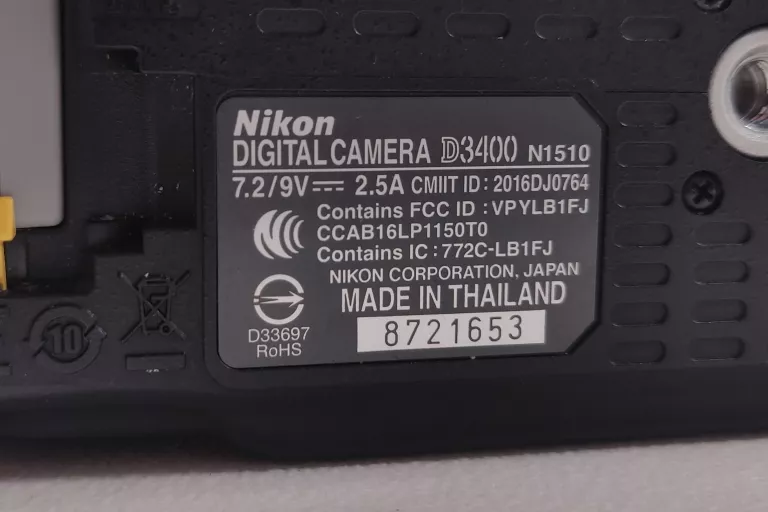 Nikon
DIGITAL CAMERA D3400 N1510
7.2/9V⎓ 2.5A CMIIT ID : 2016DJ0764
Contains FCC ID : VPYLB1FJ
CCAB16LP1150T0
Contains IC : 772C-LB1FJ
NIKON CORPORATION, JAPAN
MADE IN THAILAND
D33697
RoHS
8721653
10